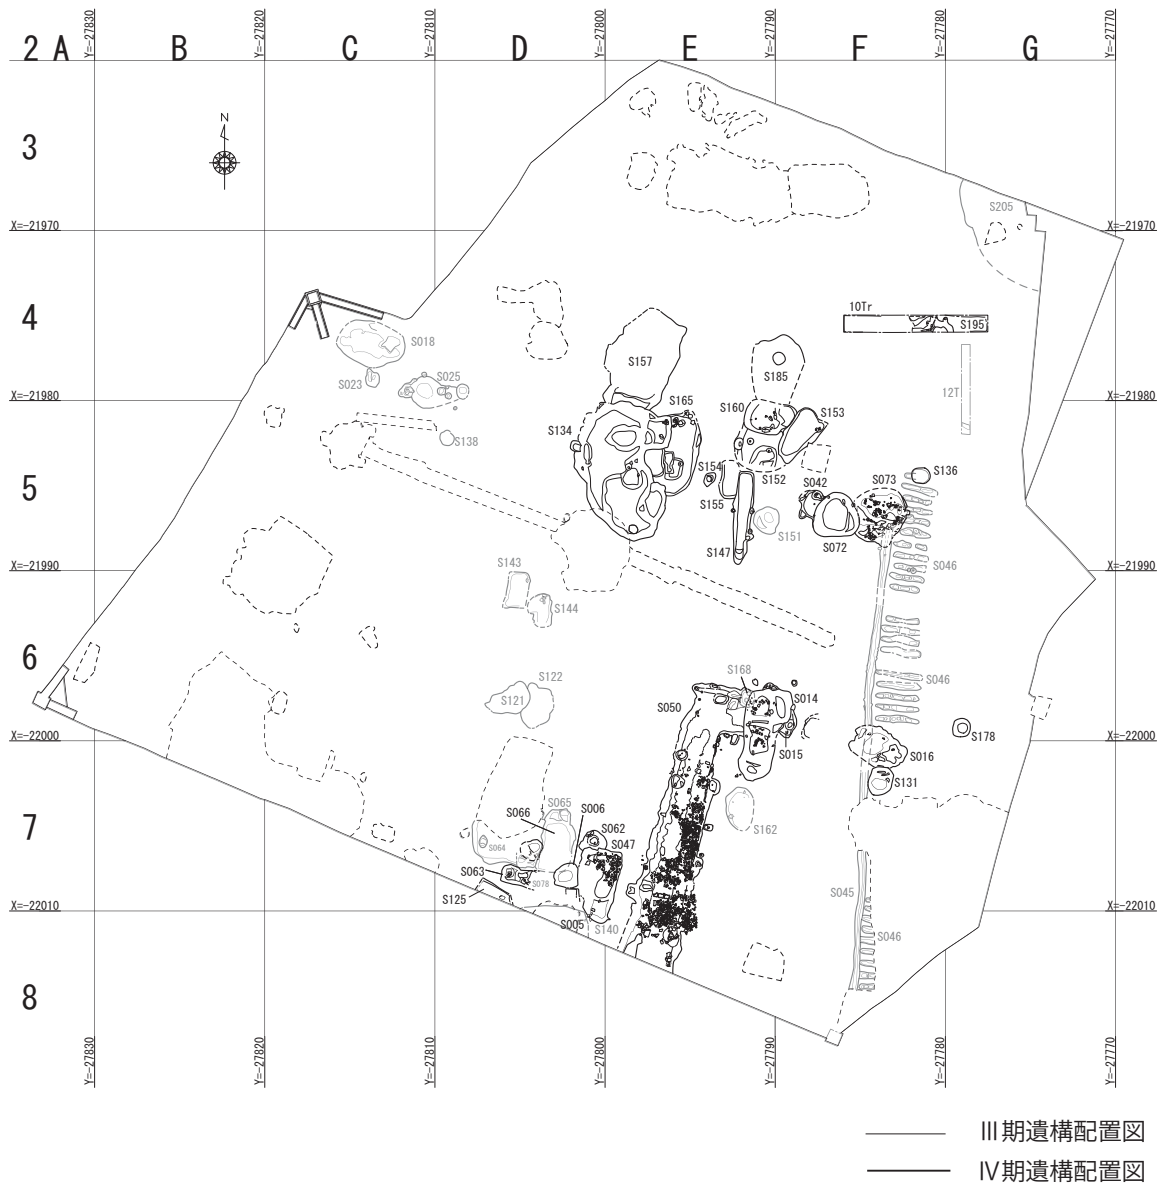 Y=-27830
Y=-27820
Y=-27810
Y=-27800
Y=-27790
Y=-27780
Y=-27770
2 A B C D E F G
N
3
S205
X=-21970
X=-21970
4
10Tr
S195
S018
S157
S185
S023
S025
12T
X=-21980
X=-21980
S165
S160
S153
S134
S138
S154
S152
S136
5
S042
S073
S155
S151
S147
S072
X=-21990
X=-21990
S143
S046
S144
6
S168
S122
S014
S046
S121
S050
S178
X=-22000
X=-22000
S015
S016
S131
S065
S006
S066
S162
7
S062
S047
S064
S063
S078
S045
S125
X=-22010
X=-22010
S005
S140
S046
8
Y=-27830
Y=-27820
Y=-27810
Y=-27800
Y=-27790
Y=-27780
Y=-27770
Ⅲ期遺構配置図
Ⅳ期遺構配置図